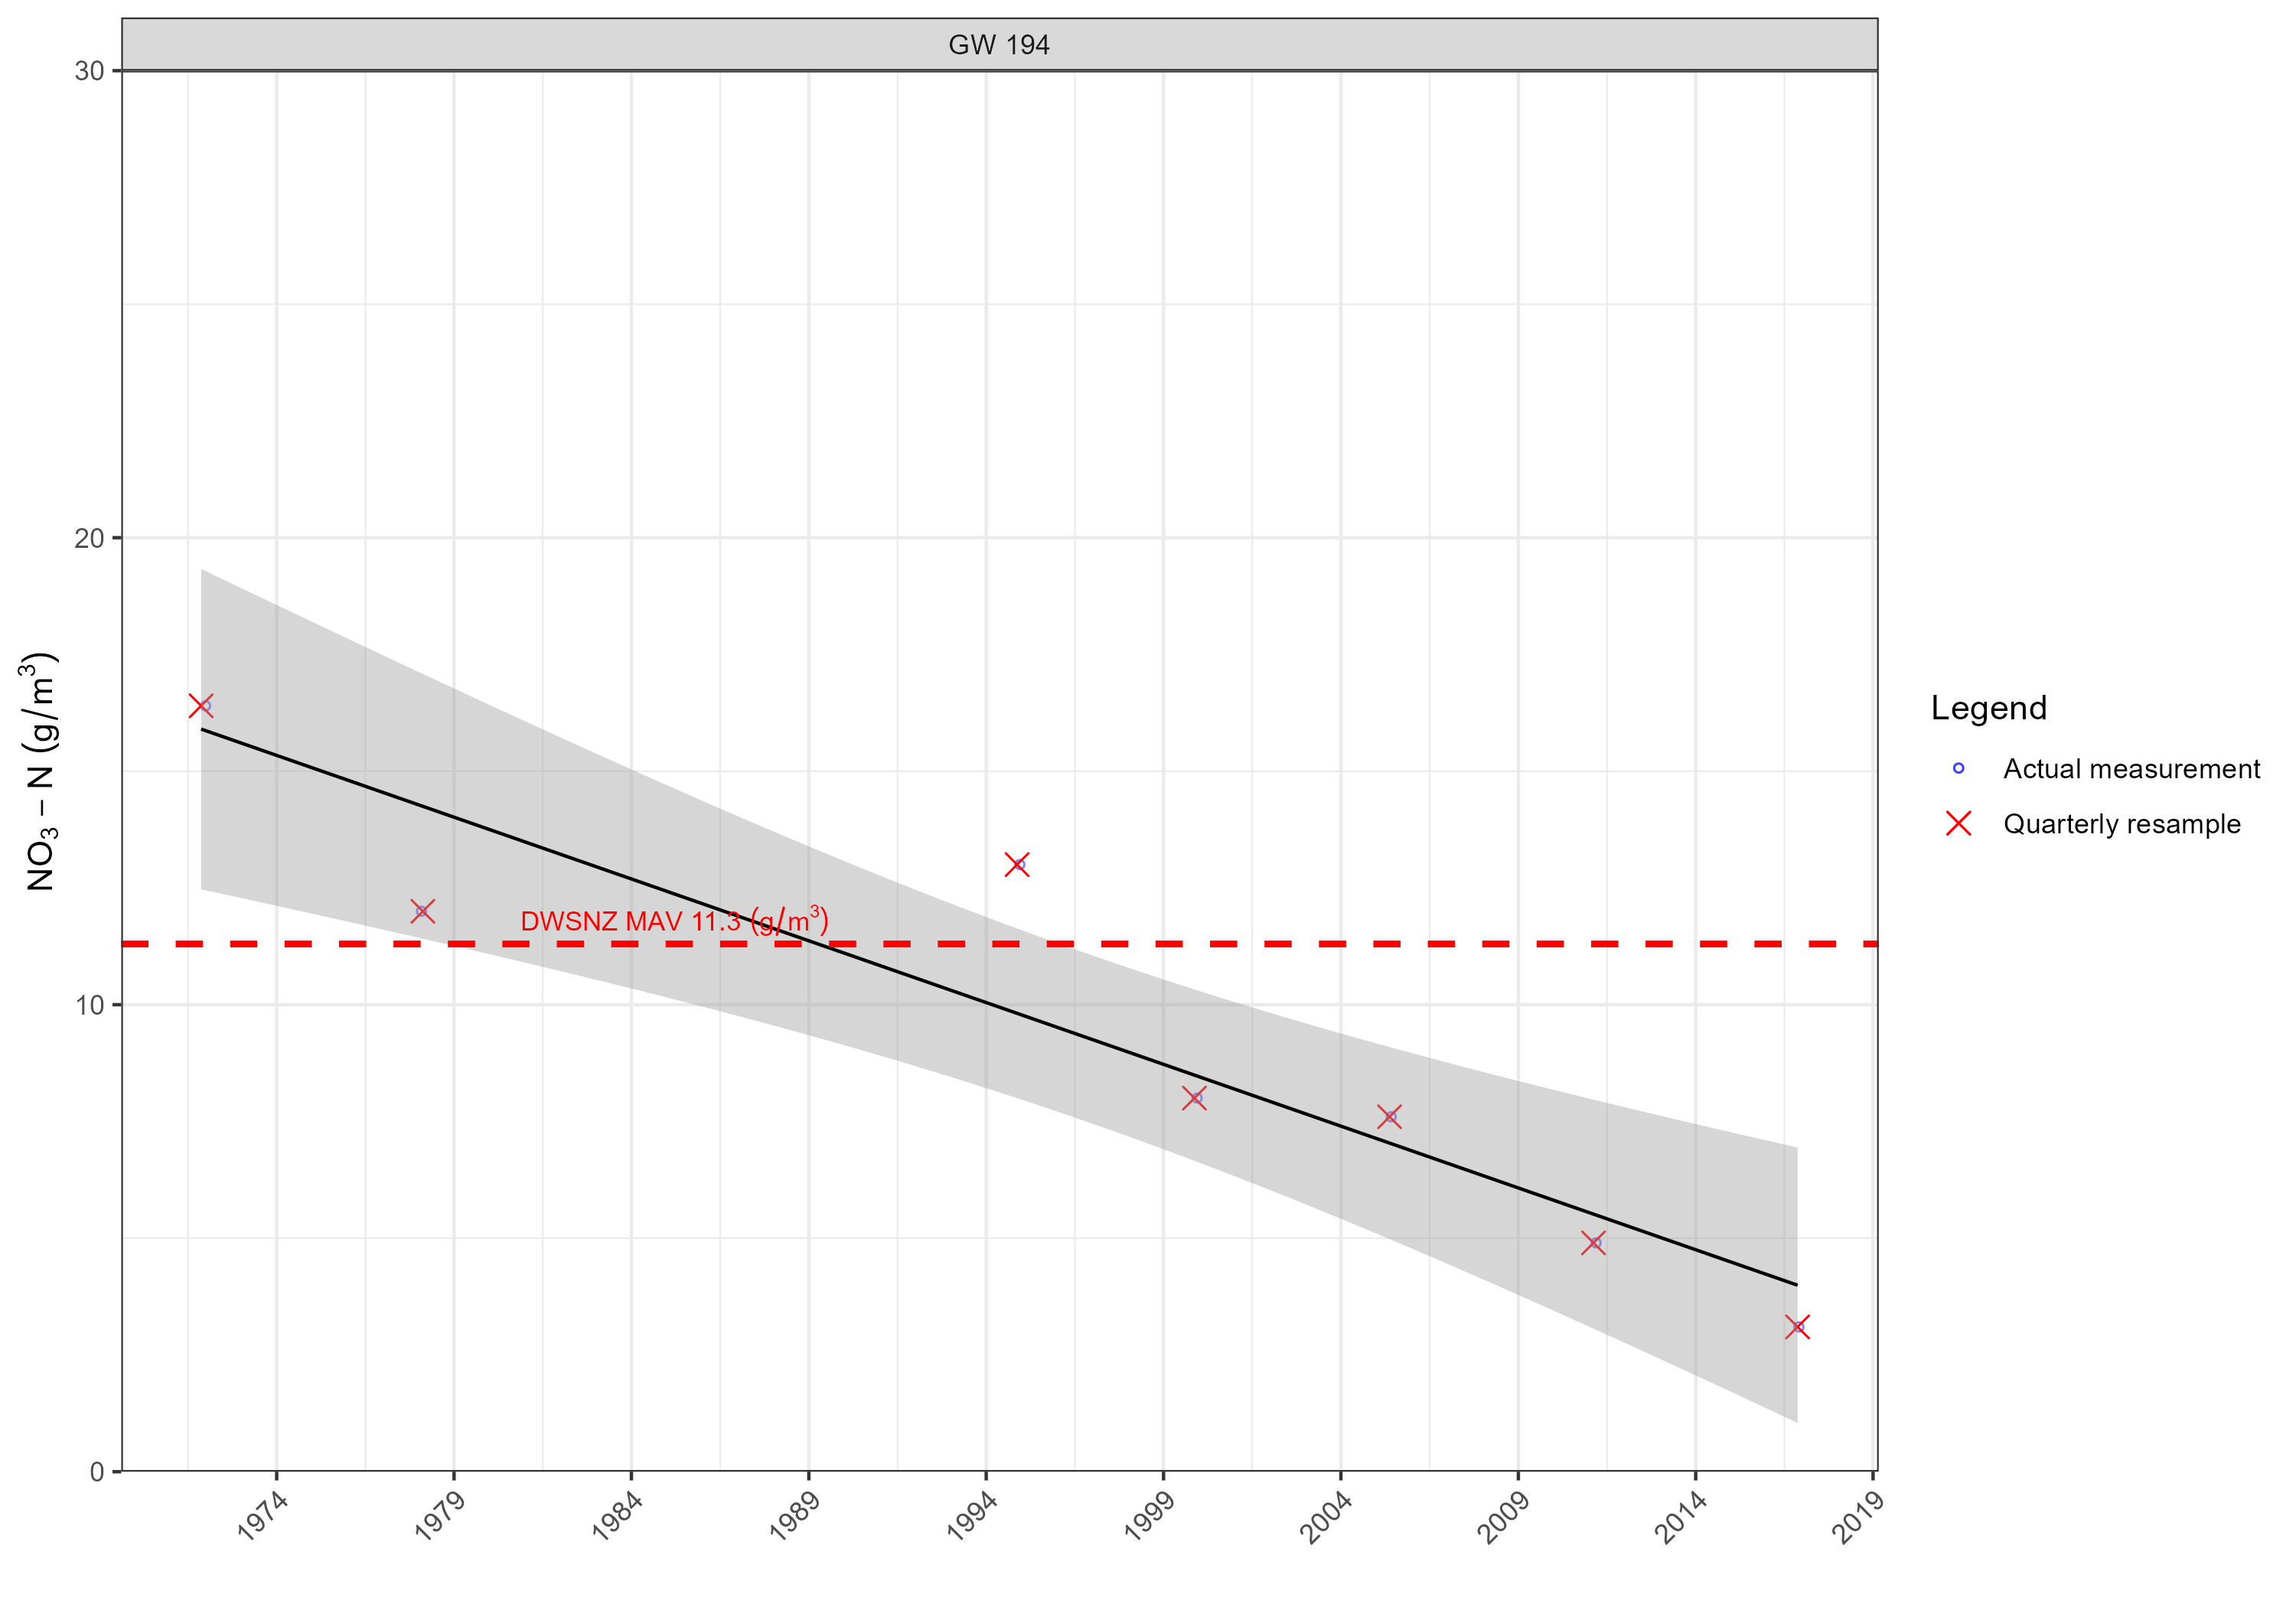 GW 194
30
20
10
0
NO₃ – N (g/m³)
DWSNZ MAV 11.3 (g/m³)
1974
1979
1984
1989
1994
1999
2004
2009
2014
2019
Legend
Actual measurement
Quarterly resample